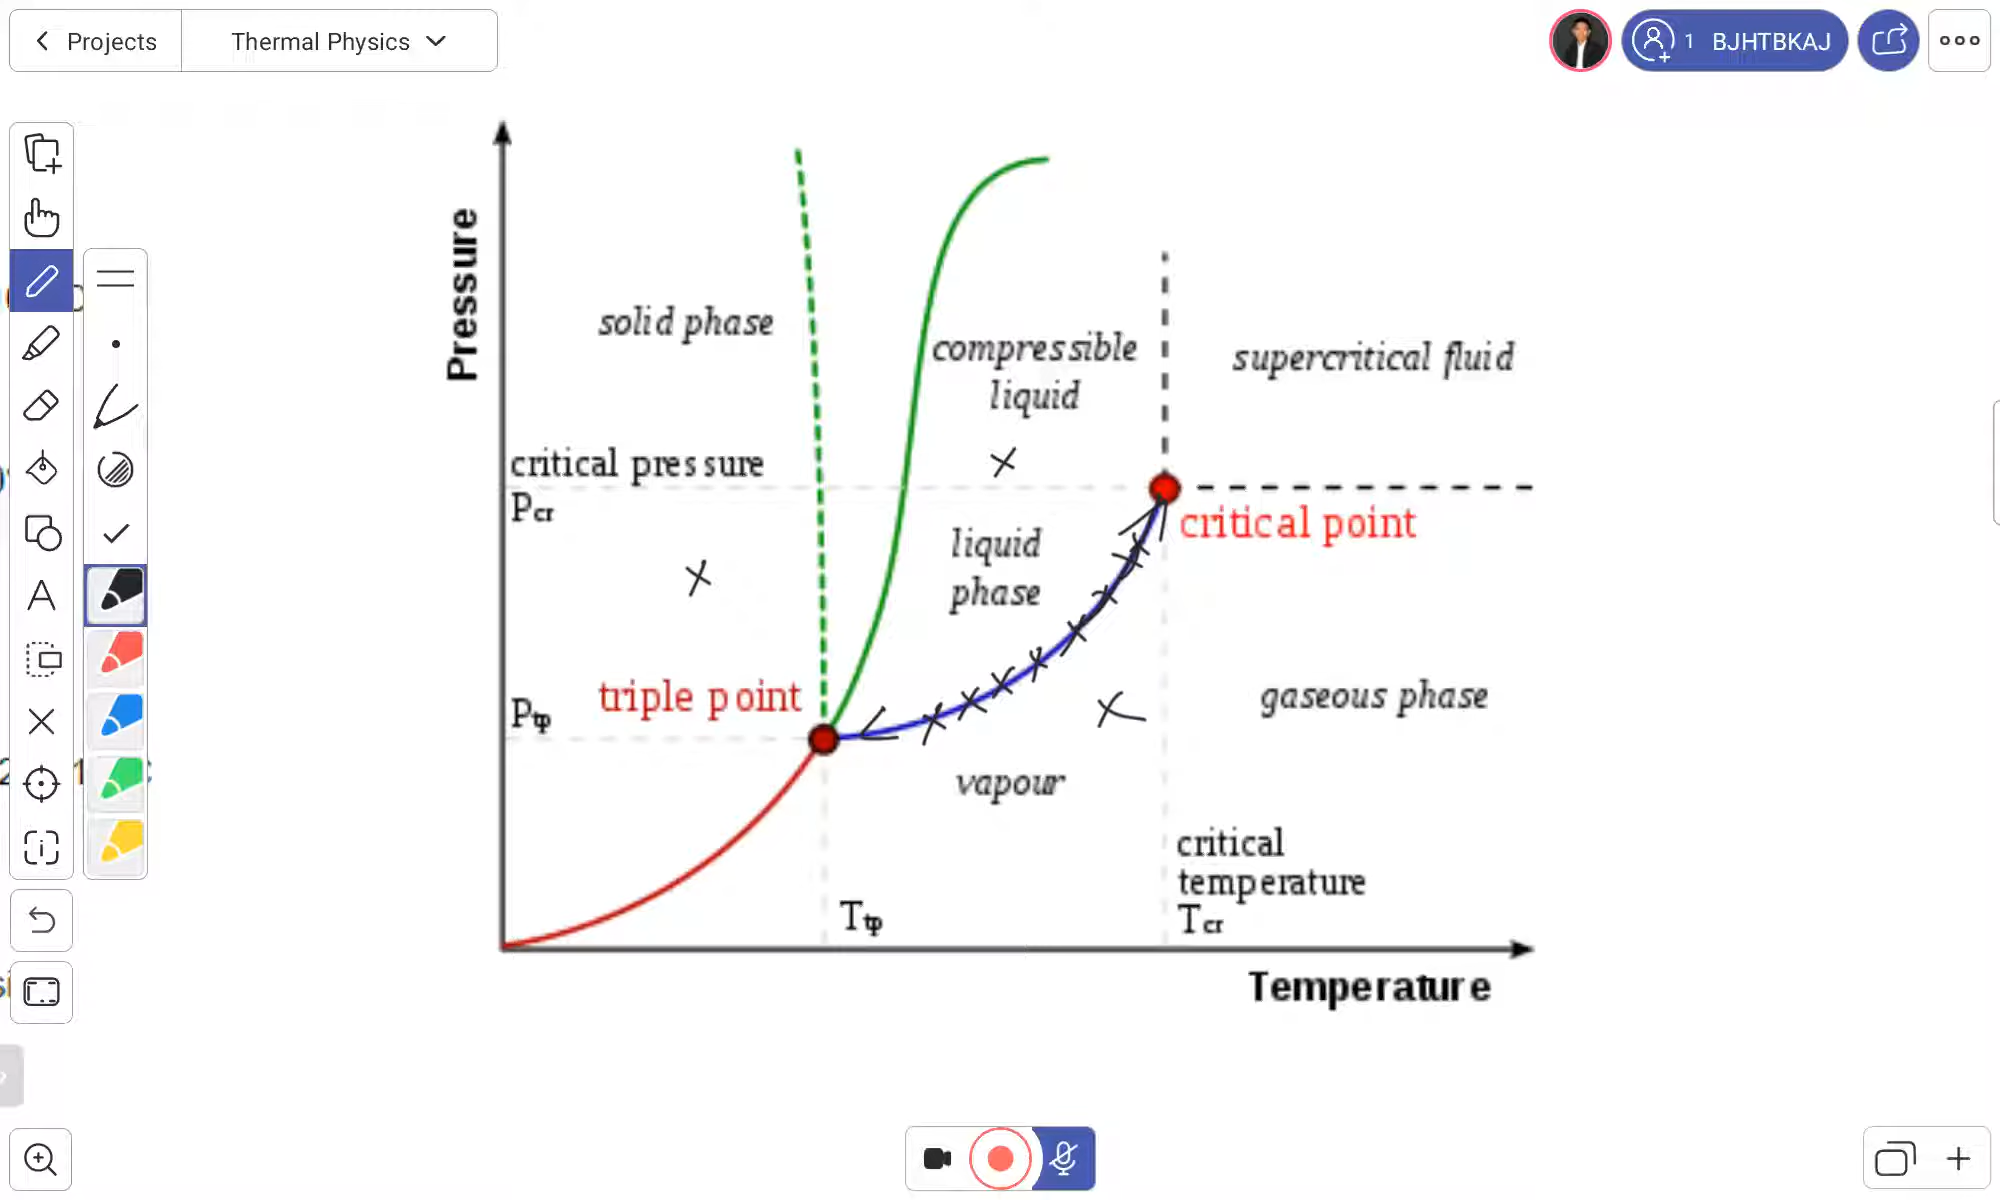 Projects
Thermal Physics
1 BJHTBKAJ
Pressure
solid phase
compressible
liquid
supercritical fluid
critical pressure
Pcr
critical point
liquid
phase
triple point
Ptp
gaseous phase
vapour
critical
temperature
Ttp
Tcr
Temperature